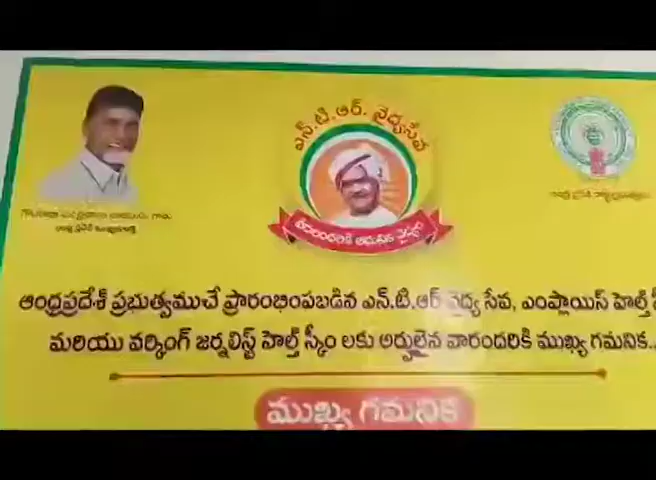 ఎన్.టి.ఆర్. వైద్యసేవ
ఆంధ్రప్రదేశ్ ప్రభుత్వముచే ప్రారంభింపబడిన ఎన్.టి.ఆర్ వైద్య సేవ, ఎంప్లాయిస్ హెల్త్
మరియు వర్కింగ్ జర్నలిస్ట్ హెల్త్ స్కీం లకు అర్హులైన వారందరికి ముఖ్య గమనిక..
ముఖ్య గమనిక